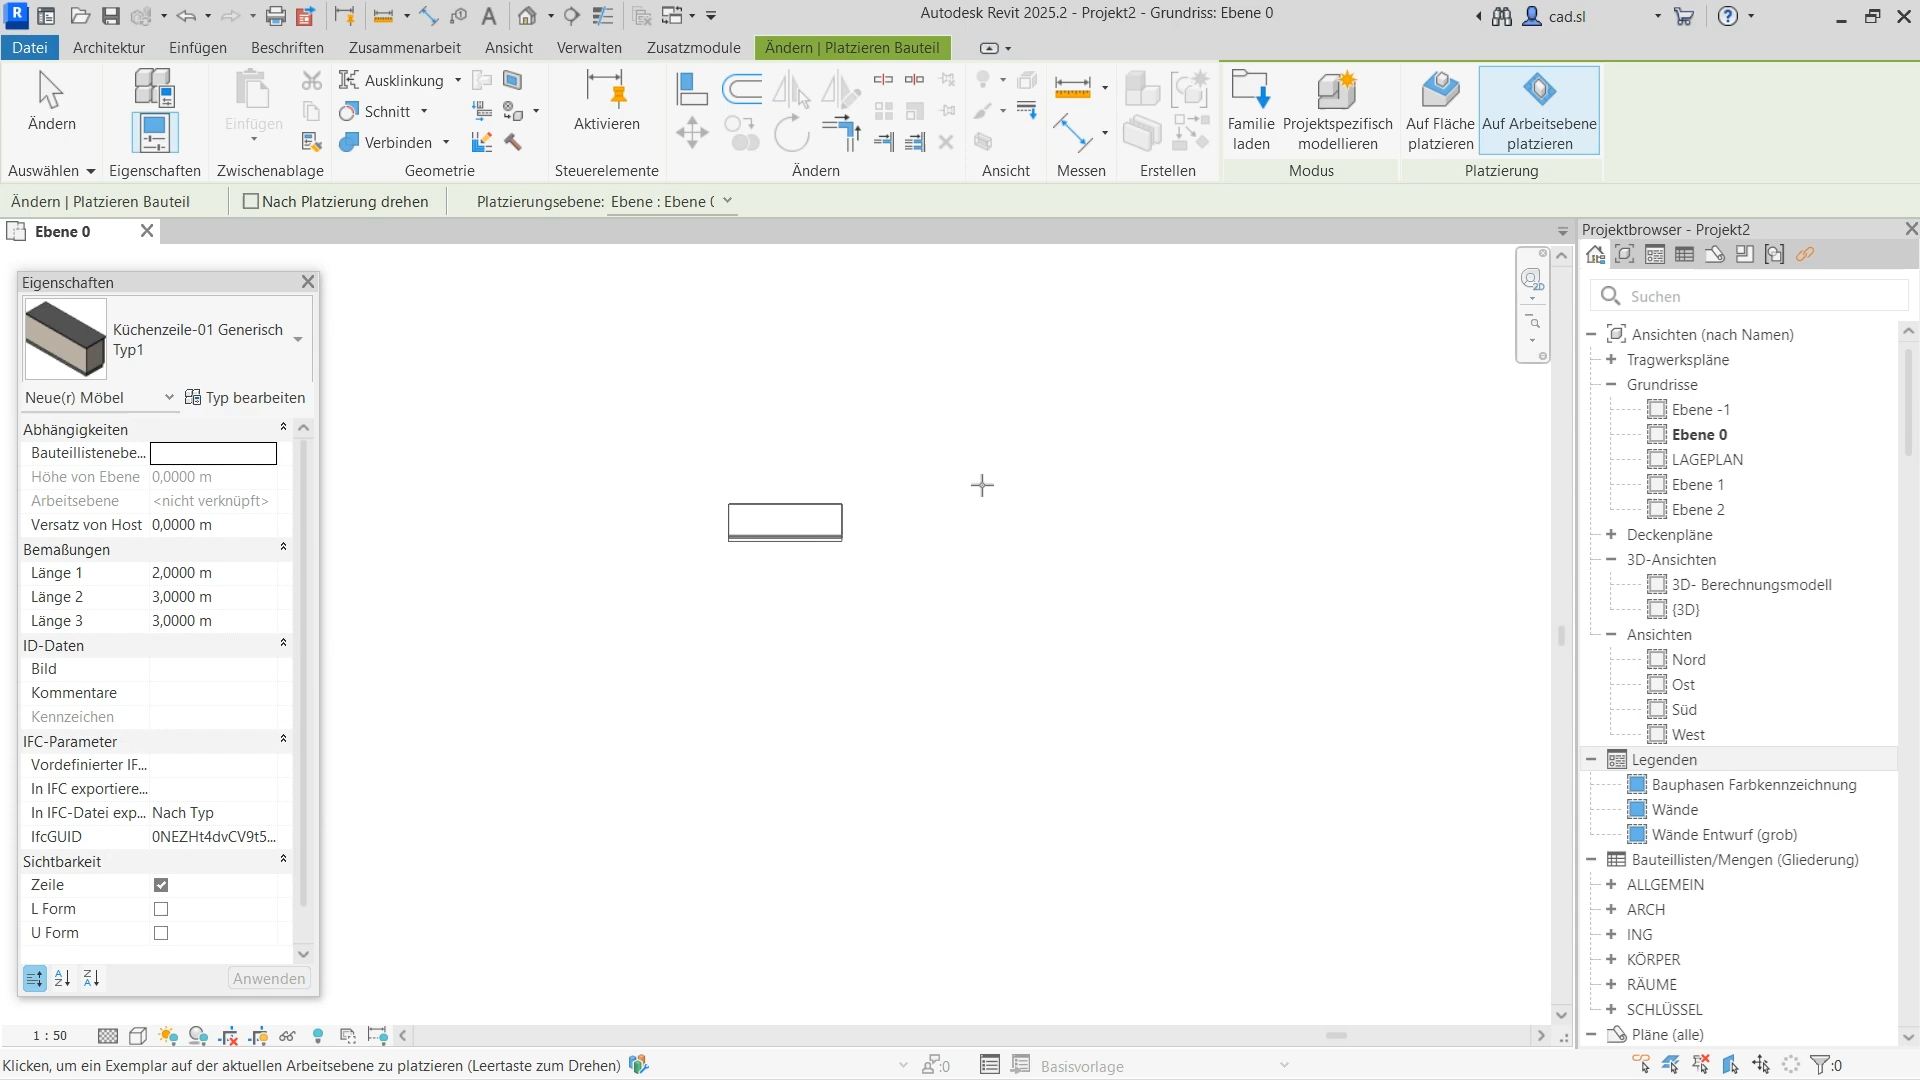 Autodesk Revit 2025.2 - Projekt2 - Grundriss: Ebene 0
cad.sl
Datei
Architektur
Einfügen
Beschriften
Zusammenarbeit
Ansicht
Verwalten
Zusatzmodule
Ändern | Platzieren Bauteil
Ändern
Einfügen
Ausklinkung
Schnitt
Verbinden
Aktivieren
Familie laden
Projektspezifisch modellieren
Auf Fläche platzieren
Auf Arbeitsebene platzieren
Auswählen
Eigenschaften
Zwischenablage
Geometrie
Steuerelemente
Ändern
Ansicht
Messen
Erstellen
Modus
Platzierung
Ändern | Platzieren Bauteil
Nach Platzierung drehen
Platzierungsebene: Ebene : Ebene (
Ebene 0
Eigenschaften
Küchenzeile-01 Generisch
Typ1
Neue(r) Möbel
Typ bearbeiten
Abhängigkeiten
Bauteillistenebe...
Höhe von Ebene 0,0000 m
Arbeitsebene <nicht verknüpft>
Versatz von Host 0,0000 m
Bemaßungen
Länge 1 2,0000 m
Länge 2 3,0000 m
Länge 3 3,0000 m
ID-Daten
Bild
Kommentare
Kennzeichen
IFC-Parameter
Vordefinierter IF...
In IFC exportiere...
In IFC-Datei exp... Nach Typ
IfcGUID 0NEZHt4dvCV9t5...
Sichtbarkeit
Zeile
L Form
U Form
Anwenden
2D
Projektbrowser - Projekt2
Suchen
Ansichten (nach Namen)
Tragwerkspläne
Grundrisse
Ebene -1
Ebene 0
LAGEPLAN
Ebene 1
Ebene 2
Deckenpläne
3D-Ansichten
3D- Berechnungsmodell
{3D}
Ansichten
Nord
Ost
Süd
West
Legenden
Bauphasen Farbkennzeichnung
Wände
Wände Entwurf (grob)
Bauteillisten/Mengen (Gliederung)
ALLGEMEIN
ARCH
ING
KÖRPER
RÄUME
SCHLÜSSEL
Pläne (alle)
1 : 50
Klicken, um ein Exemplar auf der aktuellen Arbeitsebene zu platzieren (Leertaste zum Drehen)
:0
Basisvorlage
:0